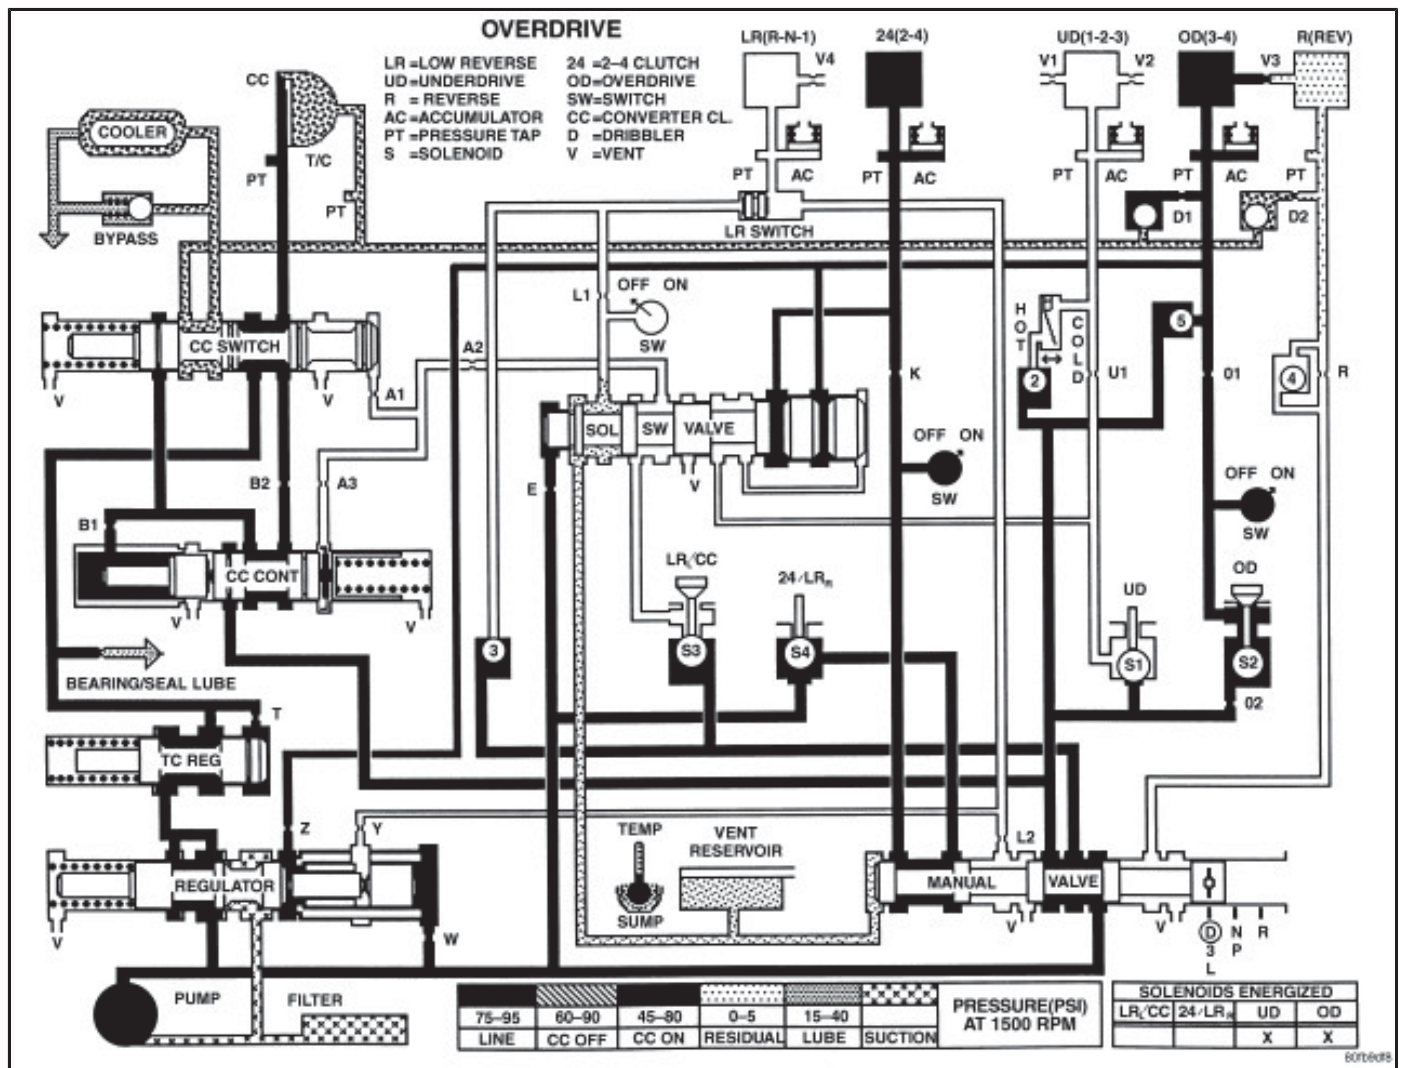 OVERDRIVE
LR =LOW REVERSE
UD=UNDERDRIVE
R = REVERSE
AC=ACCUMULATOR
PT =PRESSURE TAP
S =SOLENOID
24 =2–4 CLUTCH
OD=OVERDRIVE
SW=SWITCH
CC=CONVERTER CL.
D =DRIBBLER
V =VENT
LR(R-N-1)
24(2-4)
UD(1-2-3)
OD(3-4)
R(REV)
V4
V1
V2
V3
CC
COOLER
T/C
PT
PT
BYPASS
PT AC
PT AC
PT AC
PT AC
PT
D1
D2
LR SWITCH
L1
OFF ON
SW
HOT
COLD
5
2
4
U1
01
R
K
CC SWITCH
V
V
A1
A2
A3
SOL SW VALVE
V
E
OFF ON
SW
OFF ON
SW
B2
B1
CC CONT
V
V
LR/CC
24/LR
UD
OD
3
S3
S4
S1
S2
02
BEARING/SEAL LUBE
T
TC REG
Z
Y
TEMP
SUMP
VENT
RESERVOIR
L2
REGULATOR
V
W
MANUAL VALVE
V
V
D
3
L
N
P
R
PUMP
FILTER
75–95 60–90 45–80 0–5 15–40
LINE CC OFF CC ON RESIDUAL LUBE SUCTION
PRESSURE(PSI)
AT 1500 RPM
SOLENOIDS ENERGIZED
LR/CC 24/LR UD OD
X X
80fb9df8